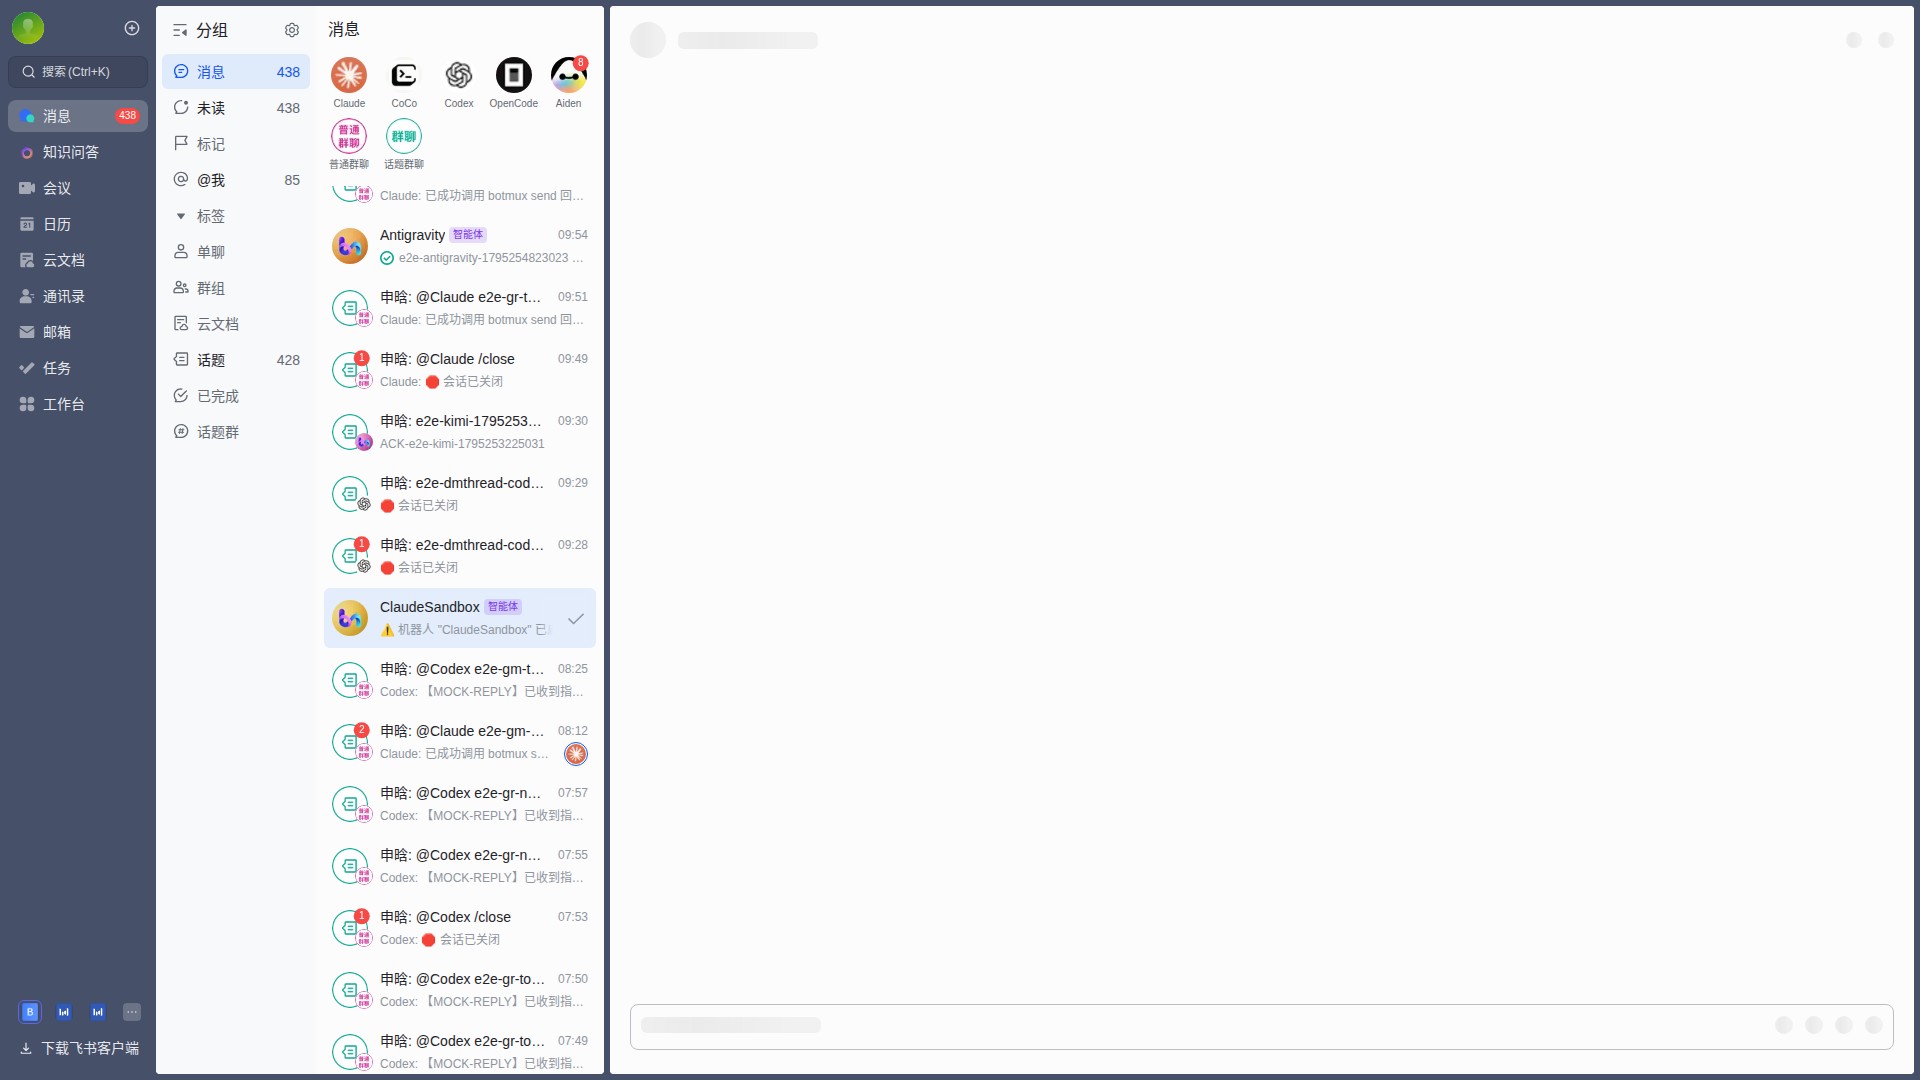 搜索 (Ctrl+K)
消息 438
知识问答
会议
日历
云文档
通讯录
邮箱
任务
工作台
下载飞书客户端
分组
消息 438
未读 438
标记
@我 85
标签
单聊
群组
云文档
话题 428
已完成
话题群
消息
Claude
CoCo
Codex
OpenCode
8
Aiden
普通群聊
普通群聊
群聊
话题群聊
Claude: 已成功调用 botmux send 回…
Antigravity 智能体 09:54
e2e-antigravity-1795254823023 …
申晗: @Claude e2e-gr-t… 09:51
Claude: 已成功调用 botmux send 回…
1
申晗: @Claude /close 09:49
Claude: 🛑 会话已关闭
申晗: e2e-kimi-1795253… 09:30
ACK-e2e-kimi-1795253225031
申晗: e2e-dmthread-cod… 09:29
🛑 会话已关闭
1
申晗: e2e-dmthread-cod… 09:28
🛑 会话已关闭
ClaudeSandbox 智能体
⚠️ 机器人 "ClaudeSandbox" 已
申晗: @Codex e2e-gm-t… 08:25
Codex: 【MOCK-REPLY】已收到指…
2
申晗: @Claude e2e-gm-… 08:12
Claude: 已成功调用 botmux s…
申晗: @Codex e2e-gr-n… 07:57
Codex: 【MOCK-REPLY】已收到指…
申晗: @Codex e2e-gr-n… 07:55
Codex: 【MOCK-REPLY】已收到指…
1
申晗: @Codex /close 07:53
Codex: 🛑 会话已关闭
申晗: @Codex e2e-gr-to… 07:50
Codex: 【MOCK-REPLY】已收到指…
申晗: @Codex e2e-gr-to… 07:49
Codex: 【MOCK-REPLY】已收到指…